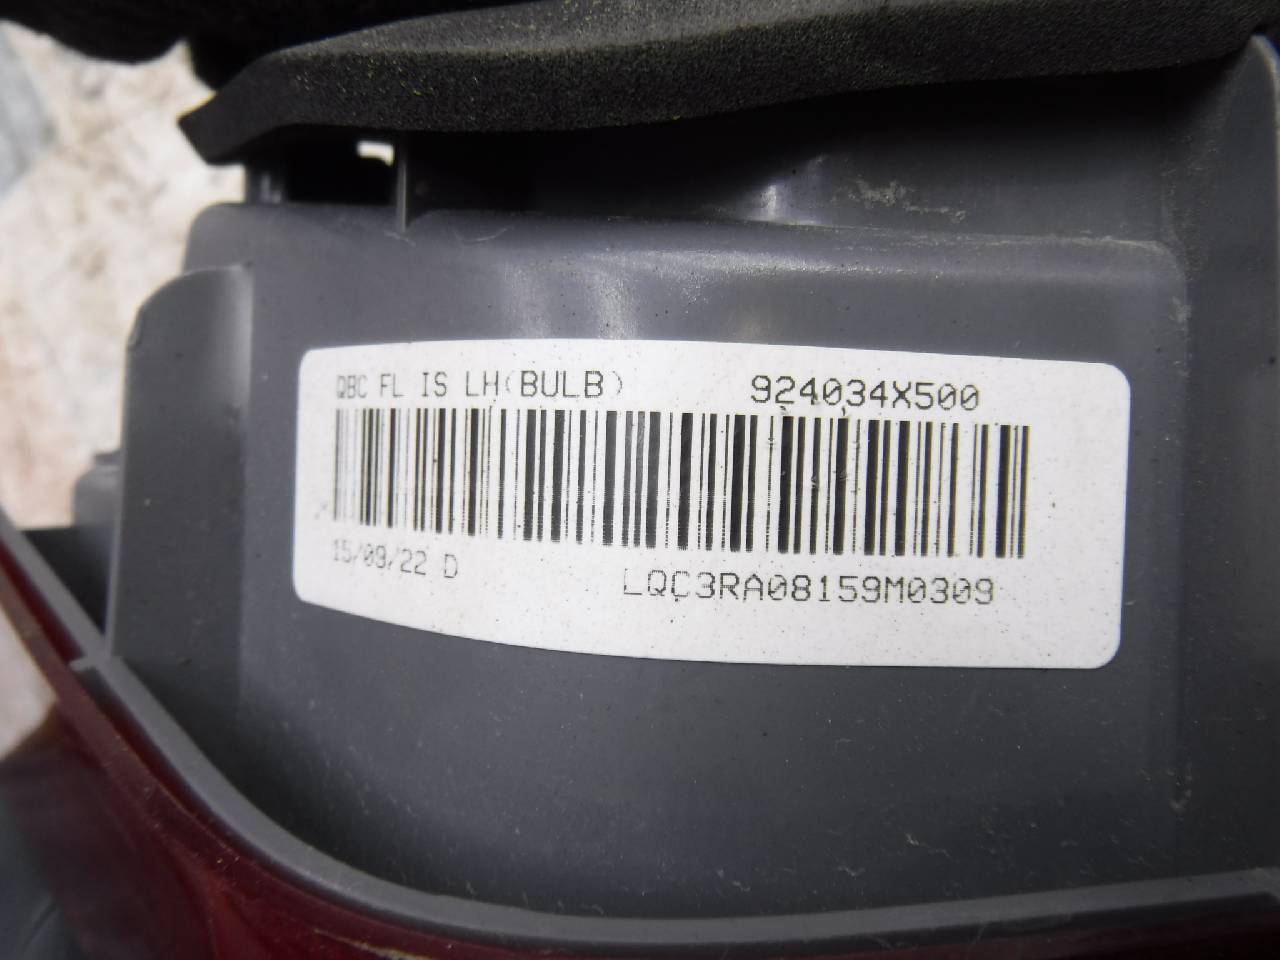 QBC FL IS LH(BULB) 924034X500
15/09/22 D
LQC3RA08159M0309